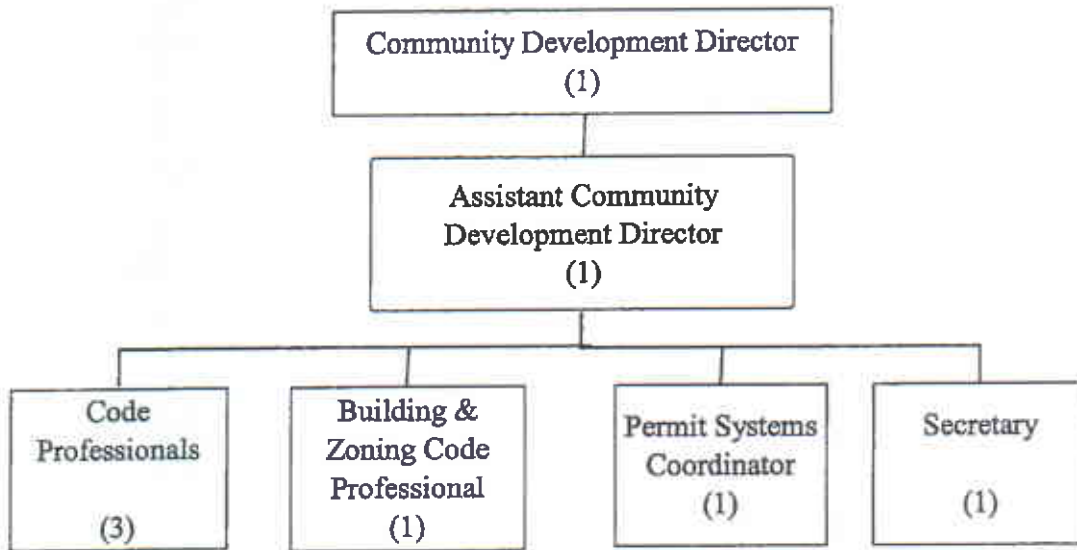 Community Development Director
(1)
Assistant Community
Development Director
(1)
Code
Professionals
(3)
Building &
Zoning Code
Professional
(1)
Permit Systems
Coordinator
(1)
Secretary
(1)